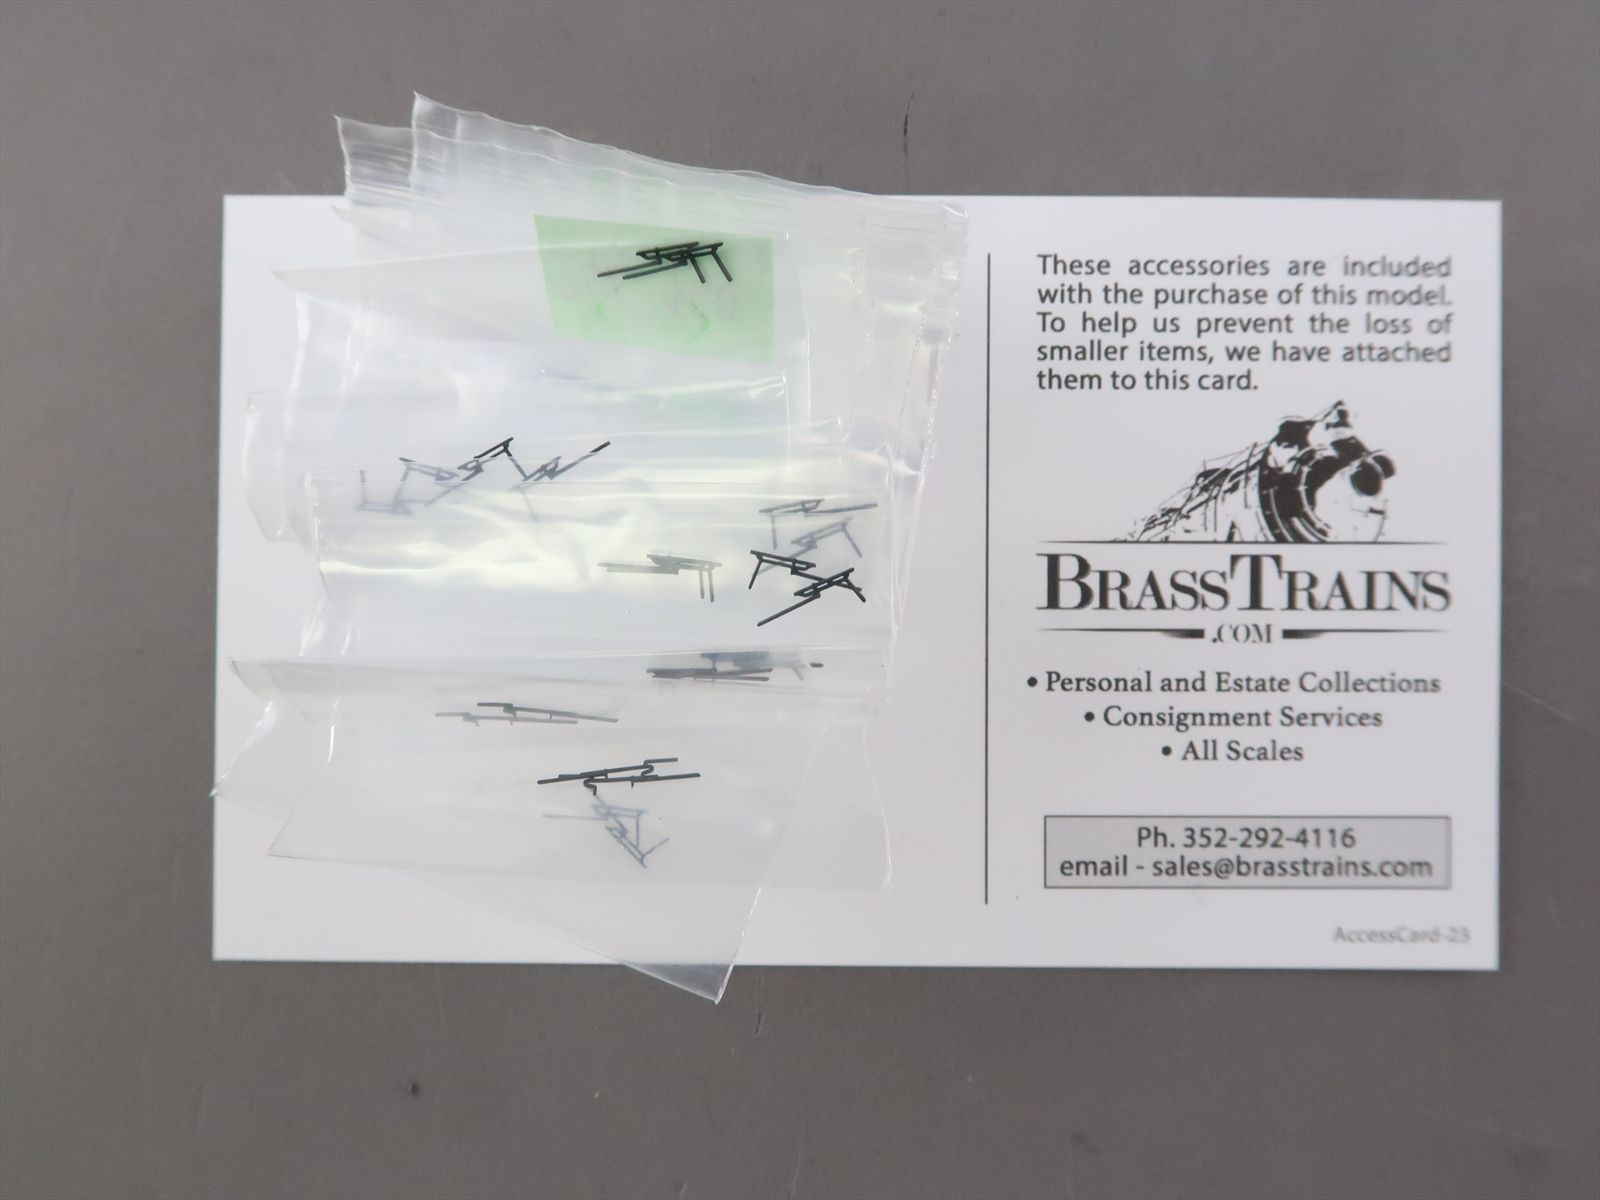 These accessories are included
with the purchase of this model.
To help us prevent the loss of
smaller items, we have attached
them to this card.
BRASSTRAINS
.COM
• Personal and Estate Collections
• Consignment Services
• All Scales
Ph. 352-292-4116
email - sales@brasstrains.com
AccessCard-23